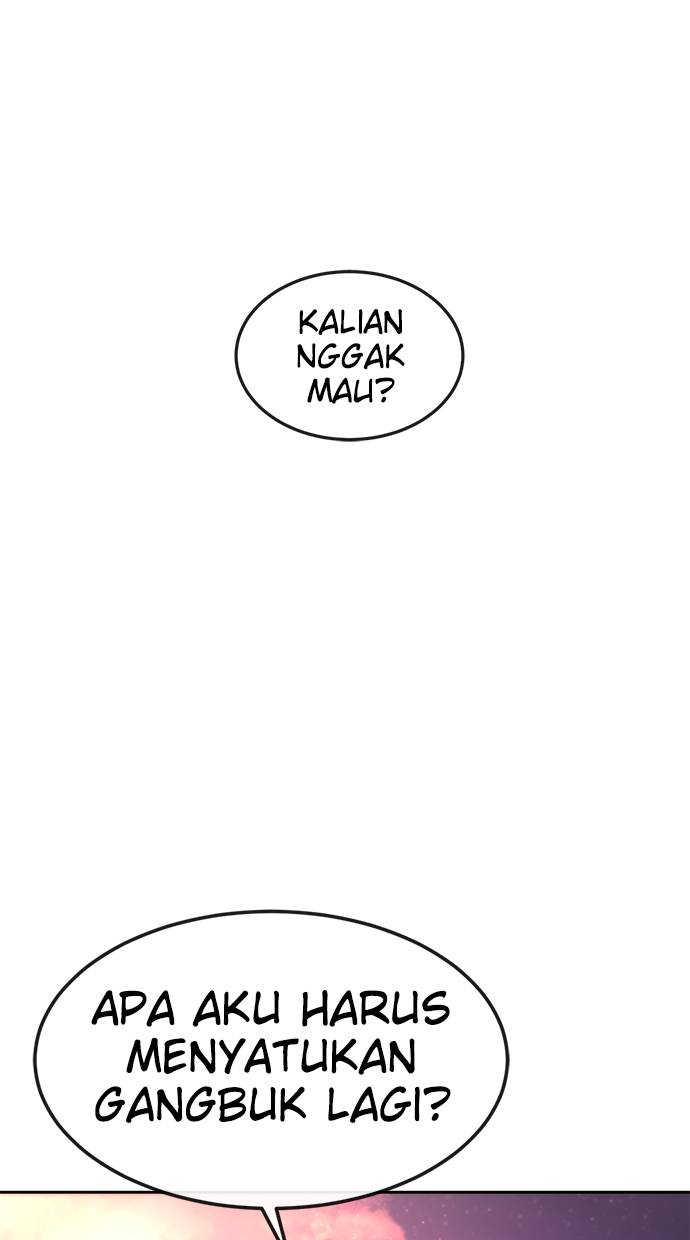 KALIAN
NGGAK
MAU?
APA AKU HARUS
MENYATUKAN
GANGBUK LAGI?